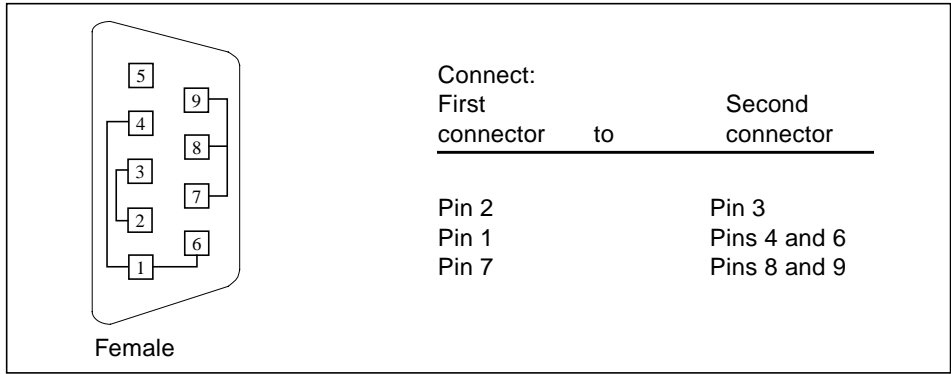 5
9
4
8
3
7
2
6
1
Female
Connect:
First Second
connector to connector
Pin 2 Pin 3
Pin 1 Pins 4 and 6
Pin 7 Pins 8 and 9